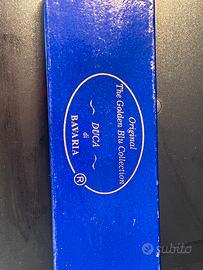 Original
The Golden Blu Collection
~ DUCA ~
di
BAVARIA
®
subito